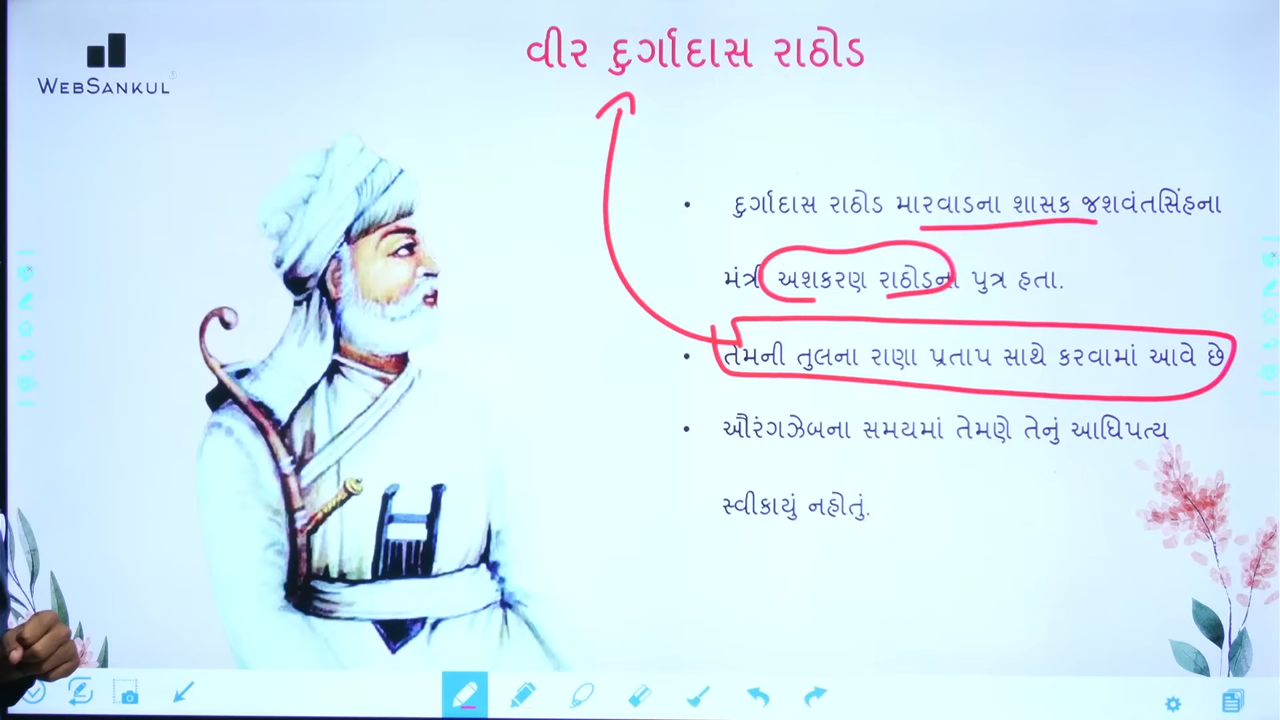 WEBSANKUL
વીર દુર્ગાદાસ રાઠોડ
• દુર્ગાદાસ રાઠોડ મારવાડના શાસક જશવંતસિંહના
મંત્રી અશકરણ રાઠોડના પુત્ર હતા.
• તેમની તુલના રાણા પ્રતાપ સાથે કરવામાં આવે છે
• ઔરંગઝેબના સમયમાં તેમણે તેનું આધિપત્ય
સ્વીકાર્યું નહોતું.